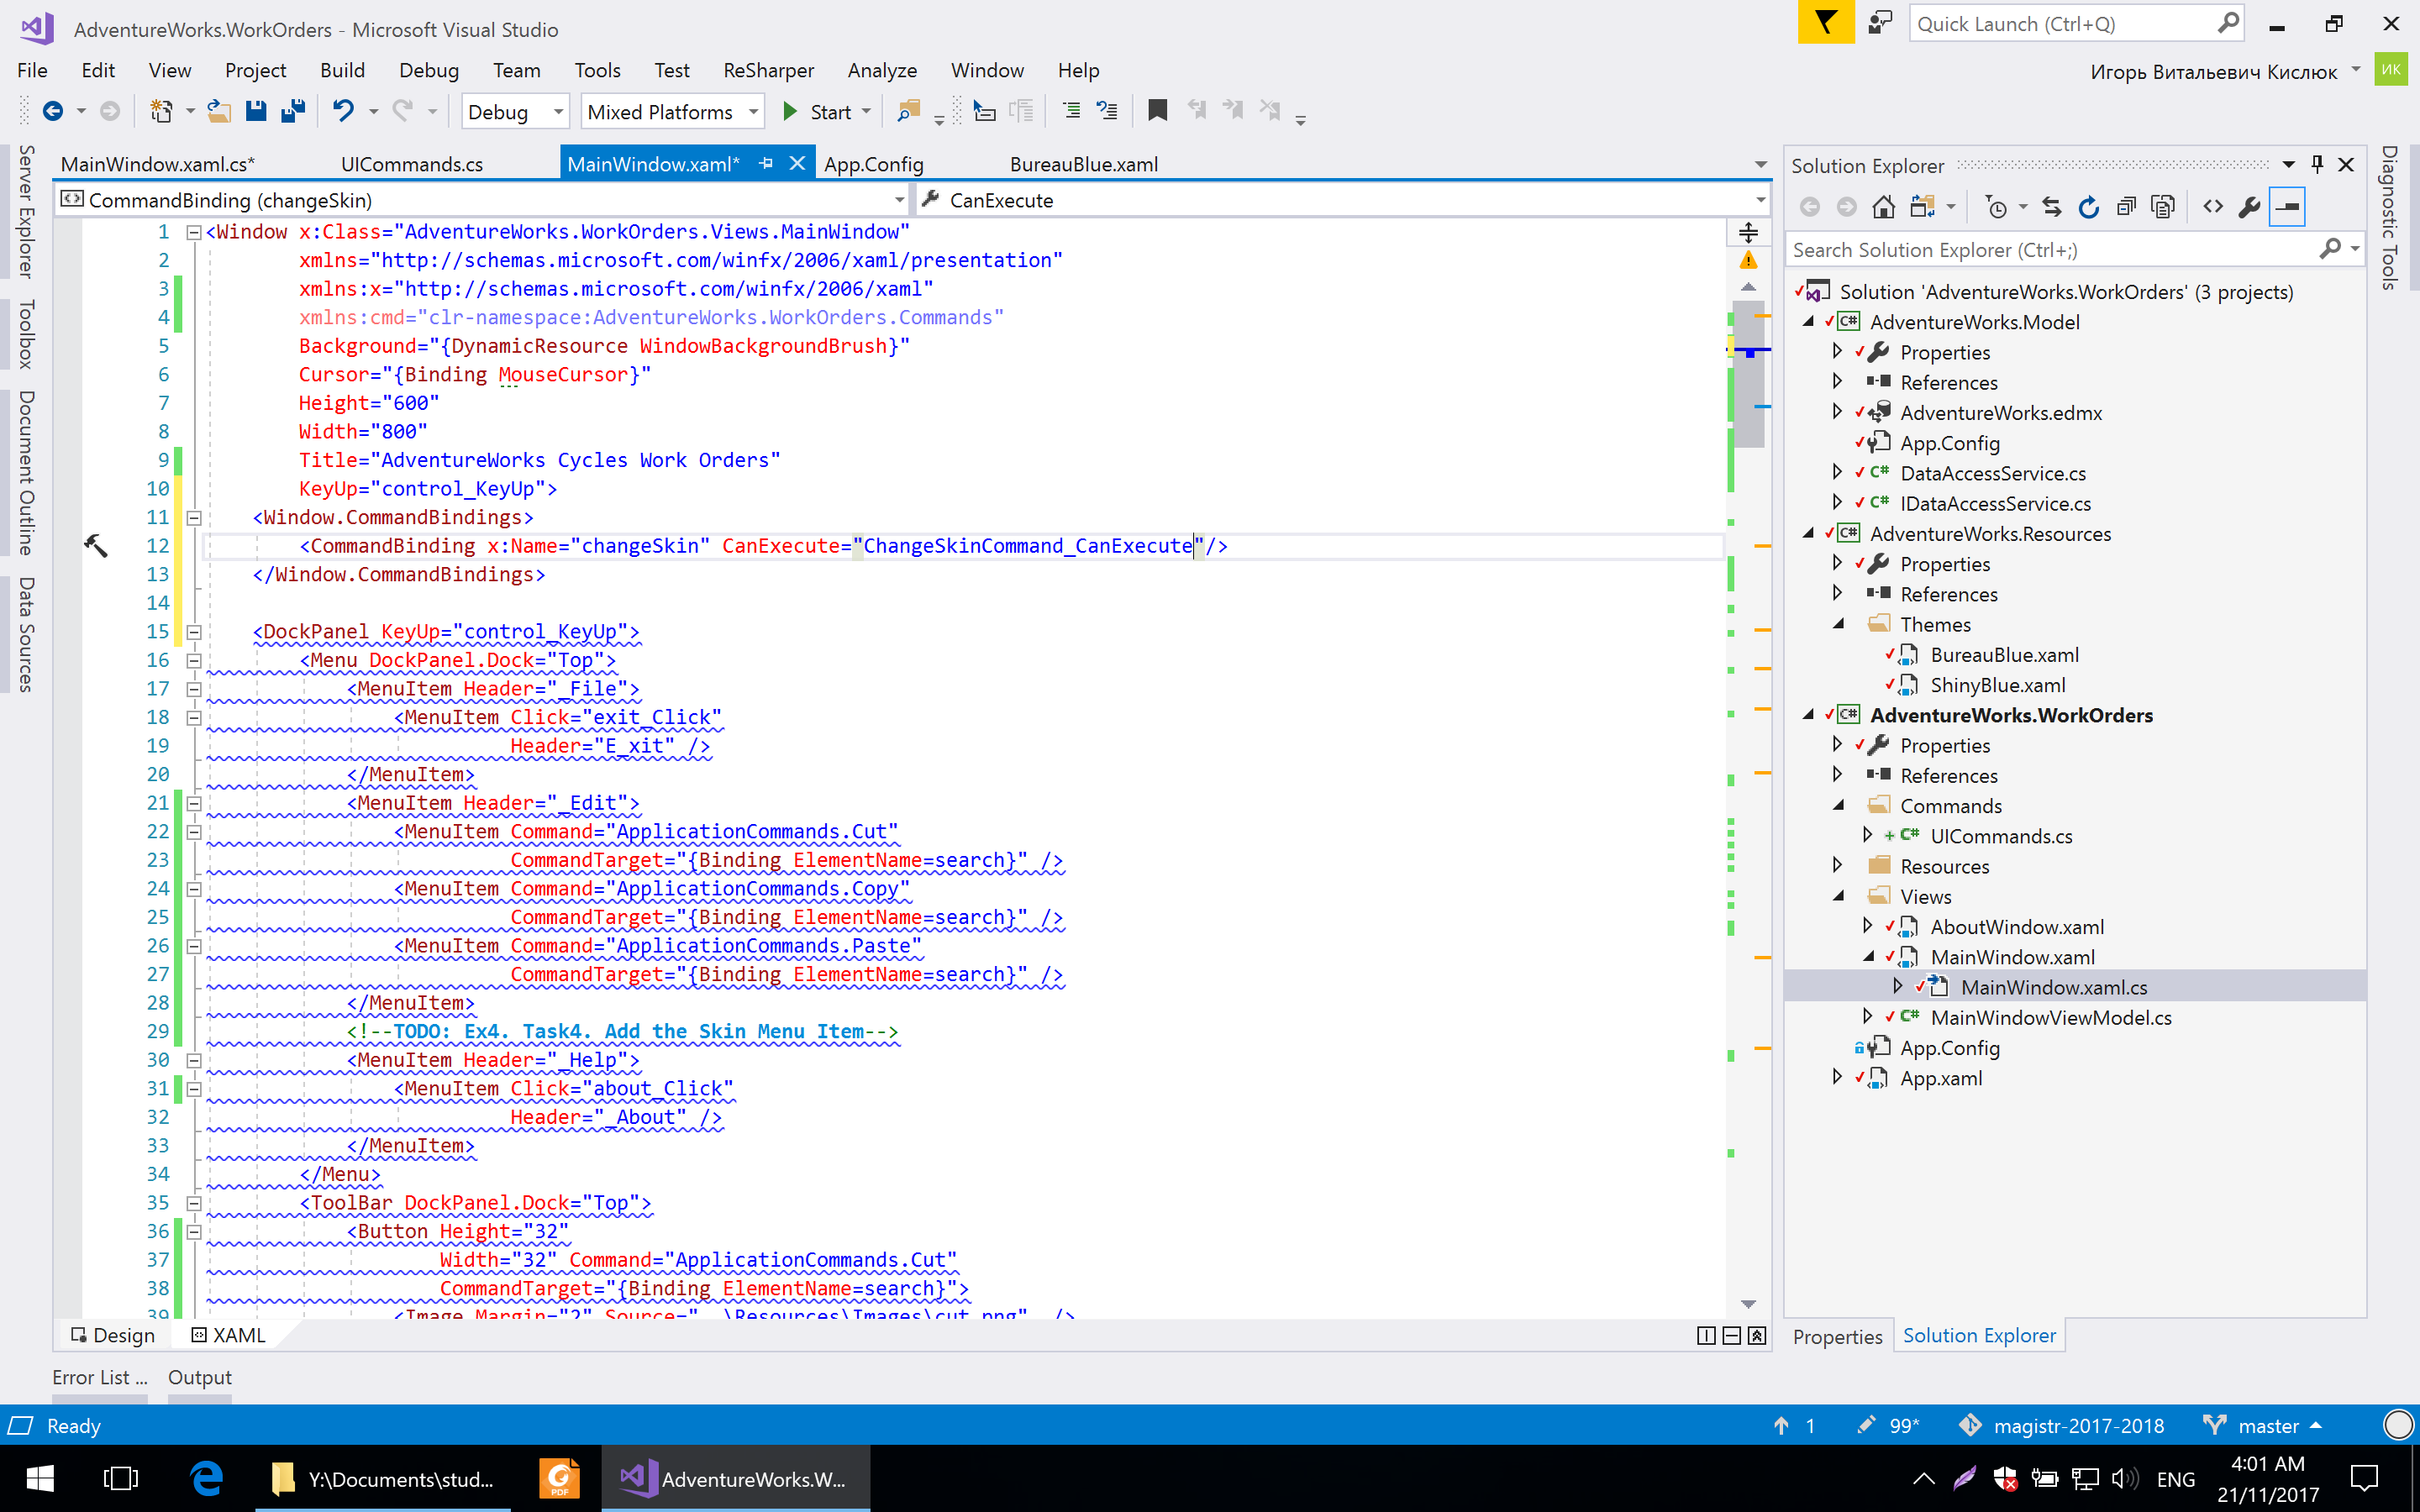 AdventureWorks.WorkOrders - Microsoft Visual Studio
Quick Launch (Ctrl+Q)
File Edit View Project Build Debug Team Tools Test ReSharper Analyze Window Help
Игорь Витальевич Кислюк
ИК
Debug Mixed Platforms Start
Server Explorer
Toolbox
Document Outline
Data Sources
MainWindow.xaml.cs* UICommands.cs MainWindow.xaml* App.Config BureauBlue.xaml
CommandBinding (changeSkin) CanExecute
1 <Window x:Class="AdventureWorks.WorkOrders.Views.MainWindow"
2 xmlns="http://schemas.microsoft.com/winfx/2006/xaml/presentation"
3 xmlns:x="http://schemas.microsoft.com/winfx/2006/xaml"
4 xmlns:cmd="clr-namespace:AdventureWorks.WorkOrders.Commands"
5 Background="{DynamicResource WindowBackgroundBrush}"
6 Cursor="{Binding MouseCursor}"
7 Height="600"
8 Width="800"
9 Title="AdventureWorks Cycles Work Orders"
10 KeyUp="control_KeyUp">
11 <Window.CommandBindings>
12 <CommandBinding x:Name="changeSkin" CanExecute="ChangeSkinCommand_CanExecute"/>
13 </Window.CommandBindings>
14
15 <DockPanel KeyUp="control_KeyUp">
16 <Menu DockPanel.Dock="Top">
17 <MenuItem Header="_File">
18 <MenuItem Click="exit_Click"
19 Header="E_xit" />
20 </MenuItem>
21 <MenuItem Header="_Edit">
22 <MenuItem Command="ApplicationCommands.Cut"
23 CommandTarget="{Binding ElementName=search}" />
24 <MenuItem Command="ApplicationCommands.Copy"
25 CommandTarget="{Binding ElementName=search}" />
26 <MenuItem Command="ApplicationCommands.Paste"
27 CommandTarget="{Binding ElementName=search}" />
28 </MenuItem>
29 <!--TODO: Ex4. Task4. Add the Skin Menu Item-->
30 <MenuItem Header="_Help">
31 <MenuItem Click="about_Click"
32 Header="_About" />
33 </MenuItem>
34 </Menu>
35 <ToolBar DockPanel.Dock="Top">
36 <Button Height="32"
37 Width="32" Command="ApplicationCommands.Cut"
38 CommandTarget="{Binding ElementName=search}">
39 <Image Margin="2" Source="..\Resources\Images\cut.png" />
Design XAML
Error List ... Output
Solution Explorer
Search Solution Explorer (Ctrl+;)
Solution 'AdventureWorks.WorkOrders' (3 projects)
AdventureWorks.Model
Properties
References
AdventureWorks.edmx
App.Config
C# DataAccessService.cs
C# IDataAccessService.cs
AdventureWorks.Resources
Properties
References
Themes
BureauBlue.xaml
ShinyBlue.xaml
AdventureWorks.WorkOrders
Properties
References
Commands
C# UICommands.cs
Resources
Views
AboutWindow.xaml
MainWindow.xaml
MainWindow.xaml.cs
C# MainWindowViewModel.cs
App.Config
App.xaml
Properties Solution Explorer
Diagnostic Tools
Ready 1 99* magistr-2017-2018 master
Y:\Documents\stud... PDF AdventureWorks.W... ENG
4:01 AM
21/11/2017